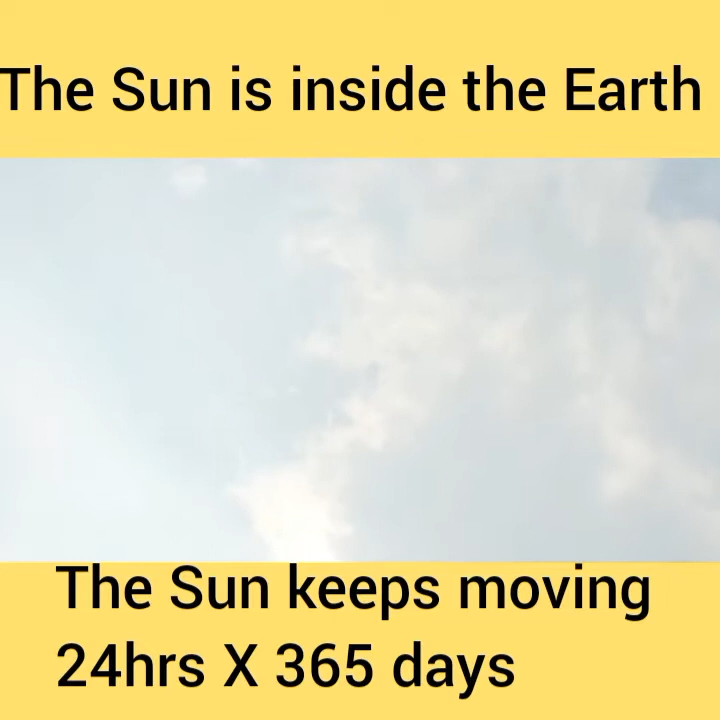 The Sun is inside the Earth
The Sun keeps moving
24hrs X 365 days